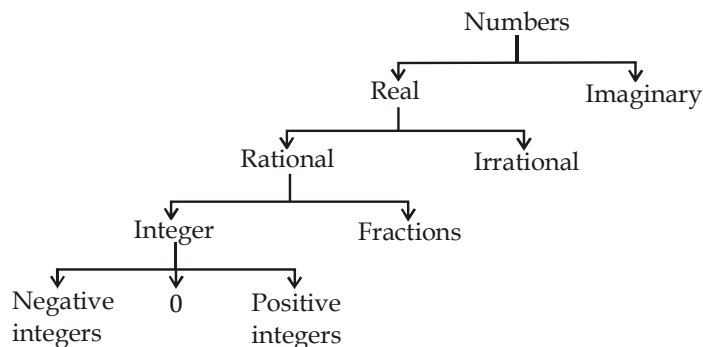 Numbers
Real
Imaginary
Rational
Irrational
Integer
Fractions
Negative
integers
0
Positive
integers